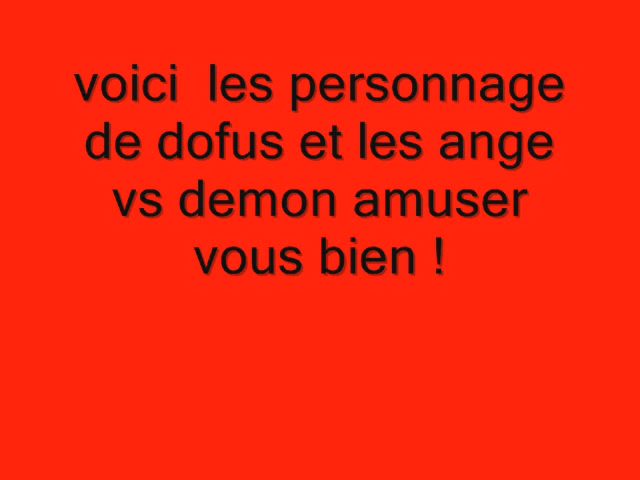 voici  les personnage
de dofus et les ange
vs demon amuser
vous bien !